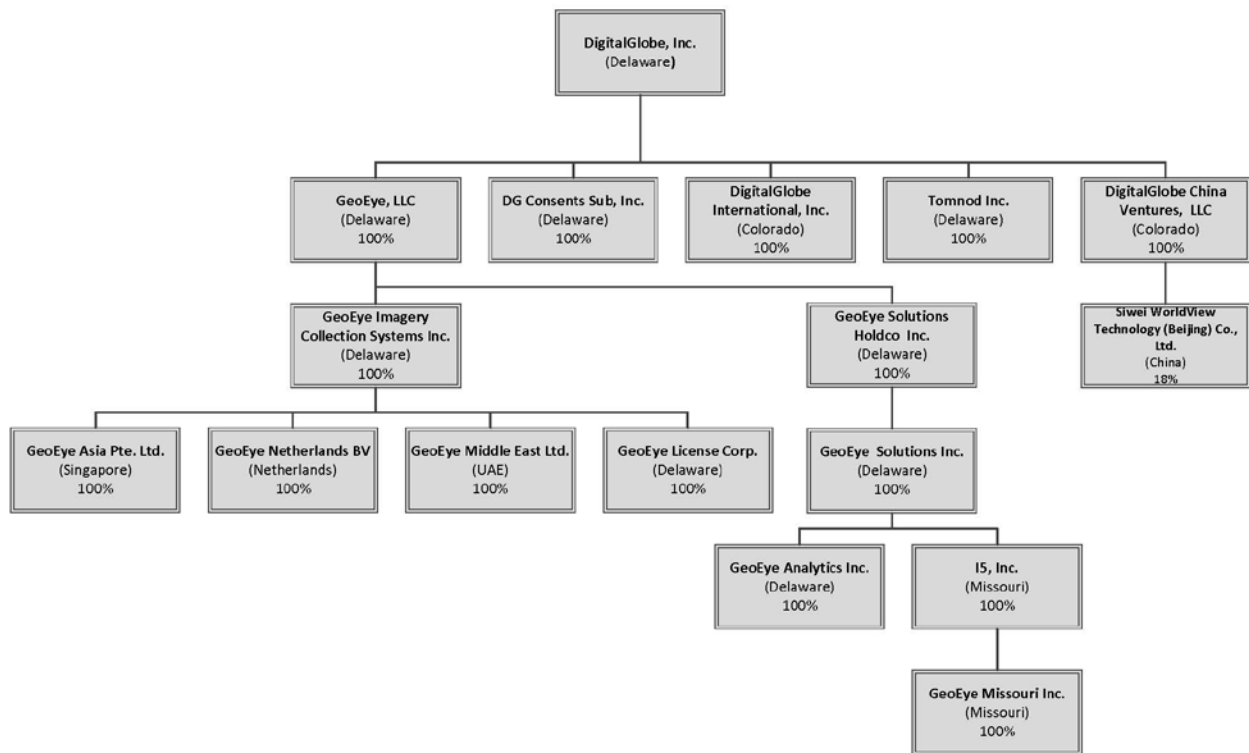 DigitalGlobe, Inc.
(Delaware)
GeoEye, LLC
(Delaware)
100%
DG Consents Sub, Inc.
(Delaware)
100%
DigitalGlobe
International, Inc.
(Colorado)
100%
Tomnod Inc.
(Delaware)
100%
DigitalGlobe China
Ventures, LLC
(Colorado)
100%
GeoEye Imagery
Collection Systems Inc.
(Delaware)
100%
GeoEye Solutions
Holdco Inc.
(Delaware)
100%
Siwei WorldView
Technology (Beijing) Co.,
Ltd.
(China)
18%
GeoEye Asia Pte. Ltd.
(Singapore)
100%
GeoEye Netherlands BV
(Netherlands)
100%
GeoEye Middle East Ltd.
(UAE)
100%
GeoEye License Corp.
(Delaware)
100%
GeoEye Solutions Inc.
(Delaware)
100%
GeoEye Analytics Inc.
(Delaware)
100%
I5, Inc.
(Missouri)
100%
GeoEye Missouri Inc.
(Missouri)
100%